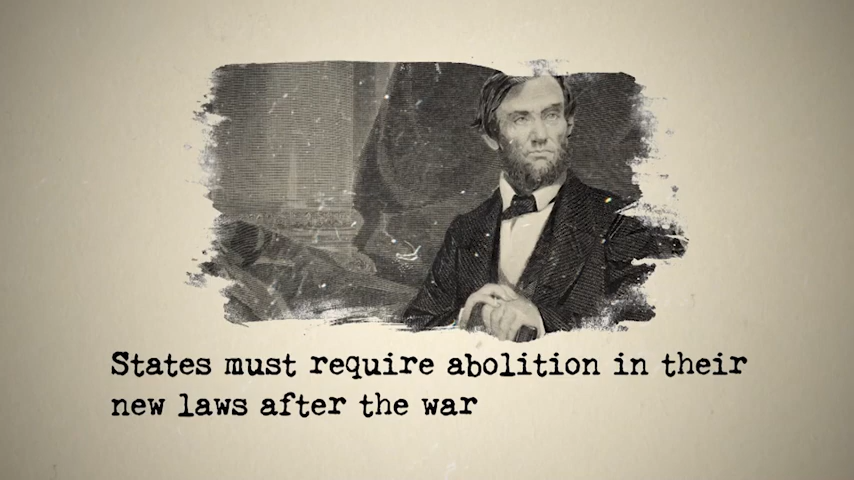 States must require abolition in their
new laws after the war